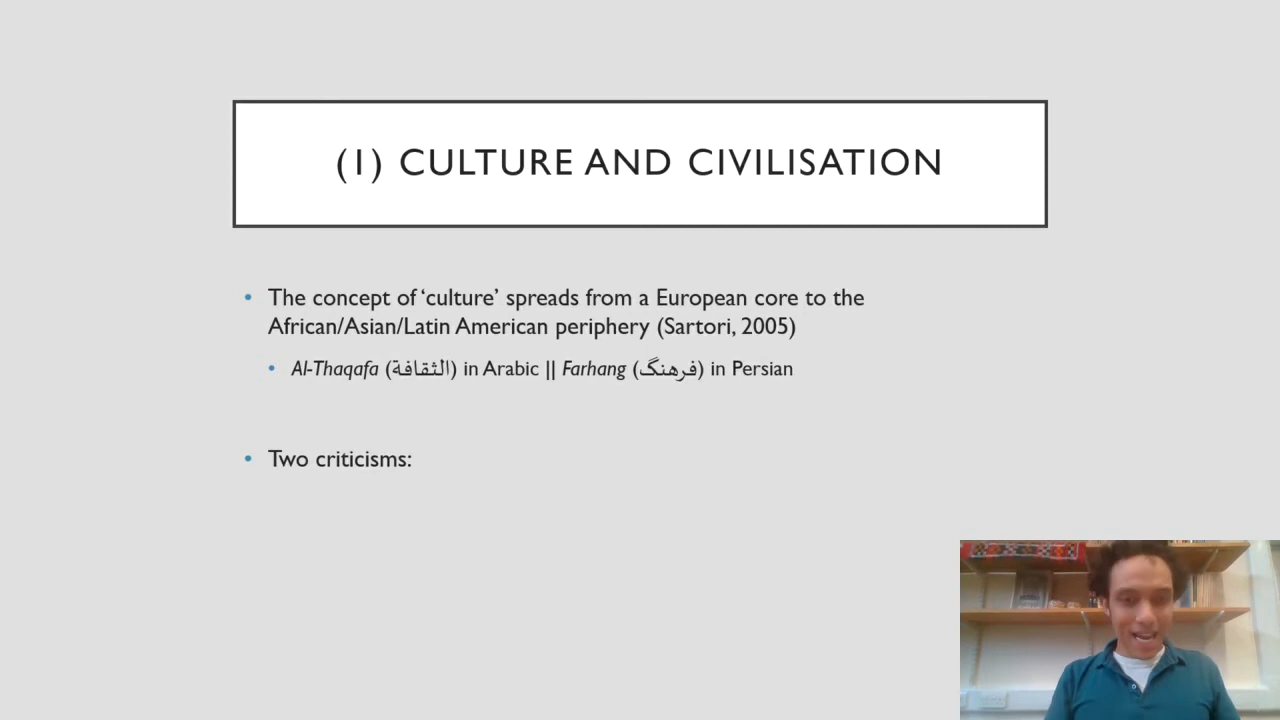 (1) CULTURE AND CIVILISATION
• The concept of ‘culture’ spreads from a European core to the
African/Asian/Latin American periphery (Sartori, 2005)
• Al-Thaqafa (الثقافة) in Arabic || Farhang (فرهنگ) in Persian
• Two criticisms: